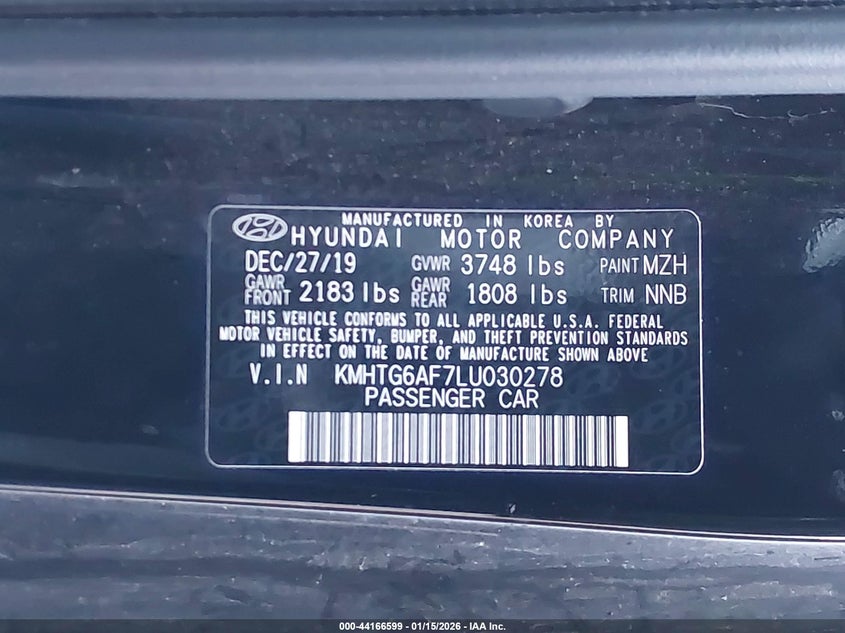 MANUFACTURED IN KOREA BY
HYUNDAI MOTOR COMPANY
DEC/27/19 GVWR 3748 lbs PAINT MZH
GAWR FRONT 2183 lbs GAWR REAR 1808 lbs TRIM NNB
THIS VEHICLE CONFORMS TO ALL APPLICABLE U.S.A. FEDERAL
MOTOR VEHICLE SAFETY, BUMPER, AND THEFT PREVENTION STANDARDS
IN EFFECT ON THE DATE OF MANUFACTURE SHOWN ABOVE
V.I.N KMHTG6AF7LU030278
PASSENGER CAR
000-44166599 - 01/15/2026 - IAA Inc.